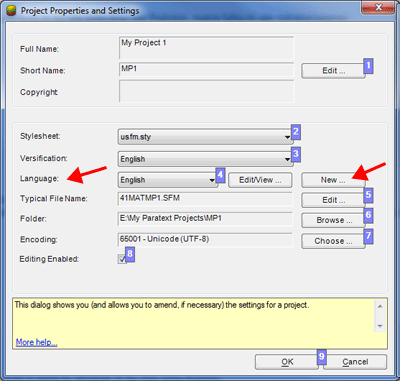 Project Properties and Settings
Full Name: My Project 1
Short Name: MP1 Edit ... 1
Copyright:
Stylesheet: usfm.sty 2
Versification: English 3
Language: English 4 Edit/View ... New ...
Typical File Name: 41MATMP1.SFM Edit ... 5
Folder: E:\My Paratext Projects\MP1 Browse ... 6
Encoding: 65001 - Unicode (UTF-8) Choose ... 7
Editing Enabled: 8
This dialog shows you (and allows you to amend, if necessary) the settings for a project.
More help...
OK 9 Cancel